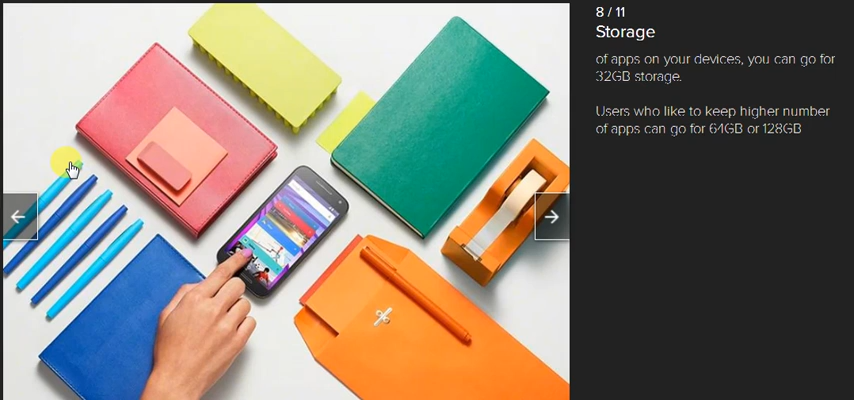 8 / 11
Storage
of apps on your devices, you can go for
32GB storage.
Users who like to keep higher number
of apps can go for 64GB or 128GB